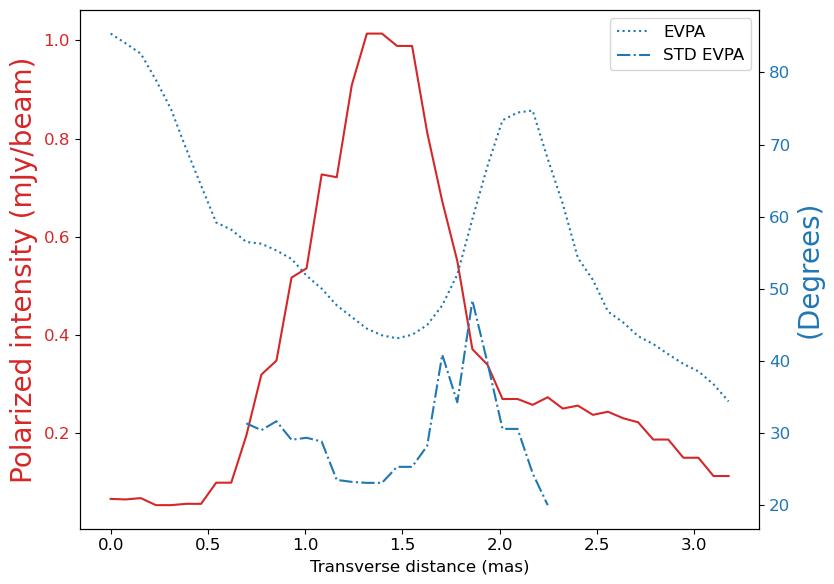 EVPA
STD EVPA
1.0
0.8
0.6
0.4
0.2
Polarized intensity (mJy/beam)
80
70
60
50
40
30
20
(Degrees)
0.0 0.5 1.0 1.5 2.0 2.5 3.0
Transverse distance (mas)